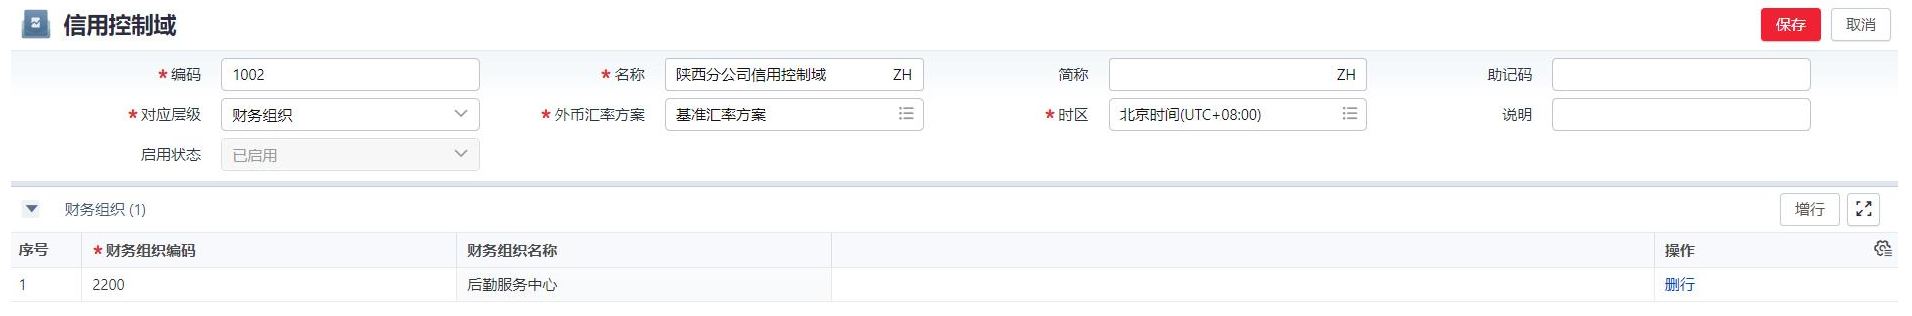 信用控制域 保存 取消
* 编码 1002 * 名称 陕西分公司信用控制域 ZH 简称 ZH 助记码
* 对应层级 财务组织 * 外币汇率方案 基准汇率方案 * 时区 北京时间(UTC+08:00) 说明
启用状态 已启用
财务组织 (1) 增行
序号 * 财务组织编码 财务组织名称 操作
1 2200 后勤服务中心 删行